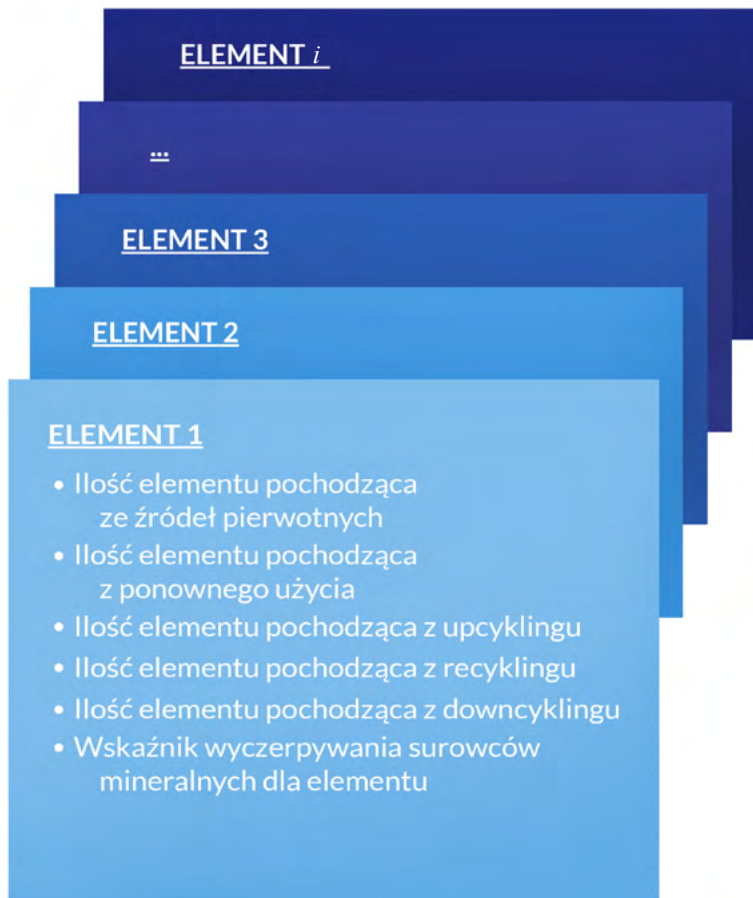 ELEMENT i
...
ELEMENT 3
ELEMENT 2
ELEMENT 1
• Ilość elementu pochodząca
ze źródeł pierwotnych
• Ilość elementu pochodząca
z ponownego użycia
• Ilość elementu pochodząca z upcyklingu
• Ilość elementu pochodząca z recyklingu
• Ilość elementu pochodząca z downcyklingu
• Wskaźnik wyczerpywania surowców
mineralnych dla elementu